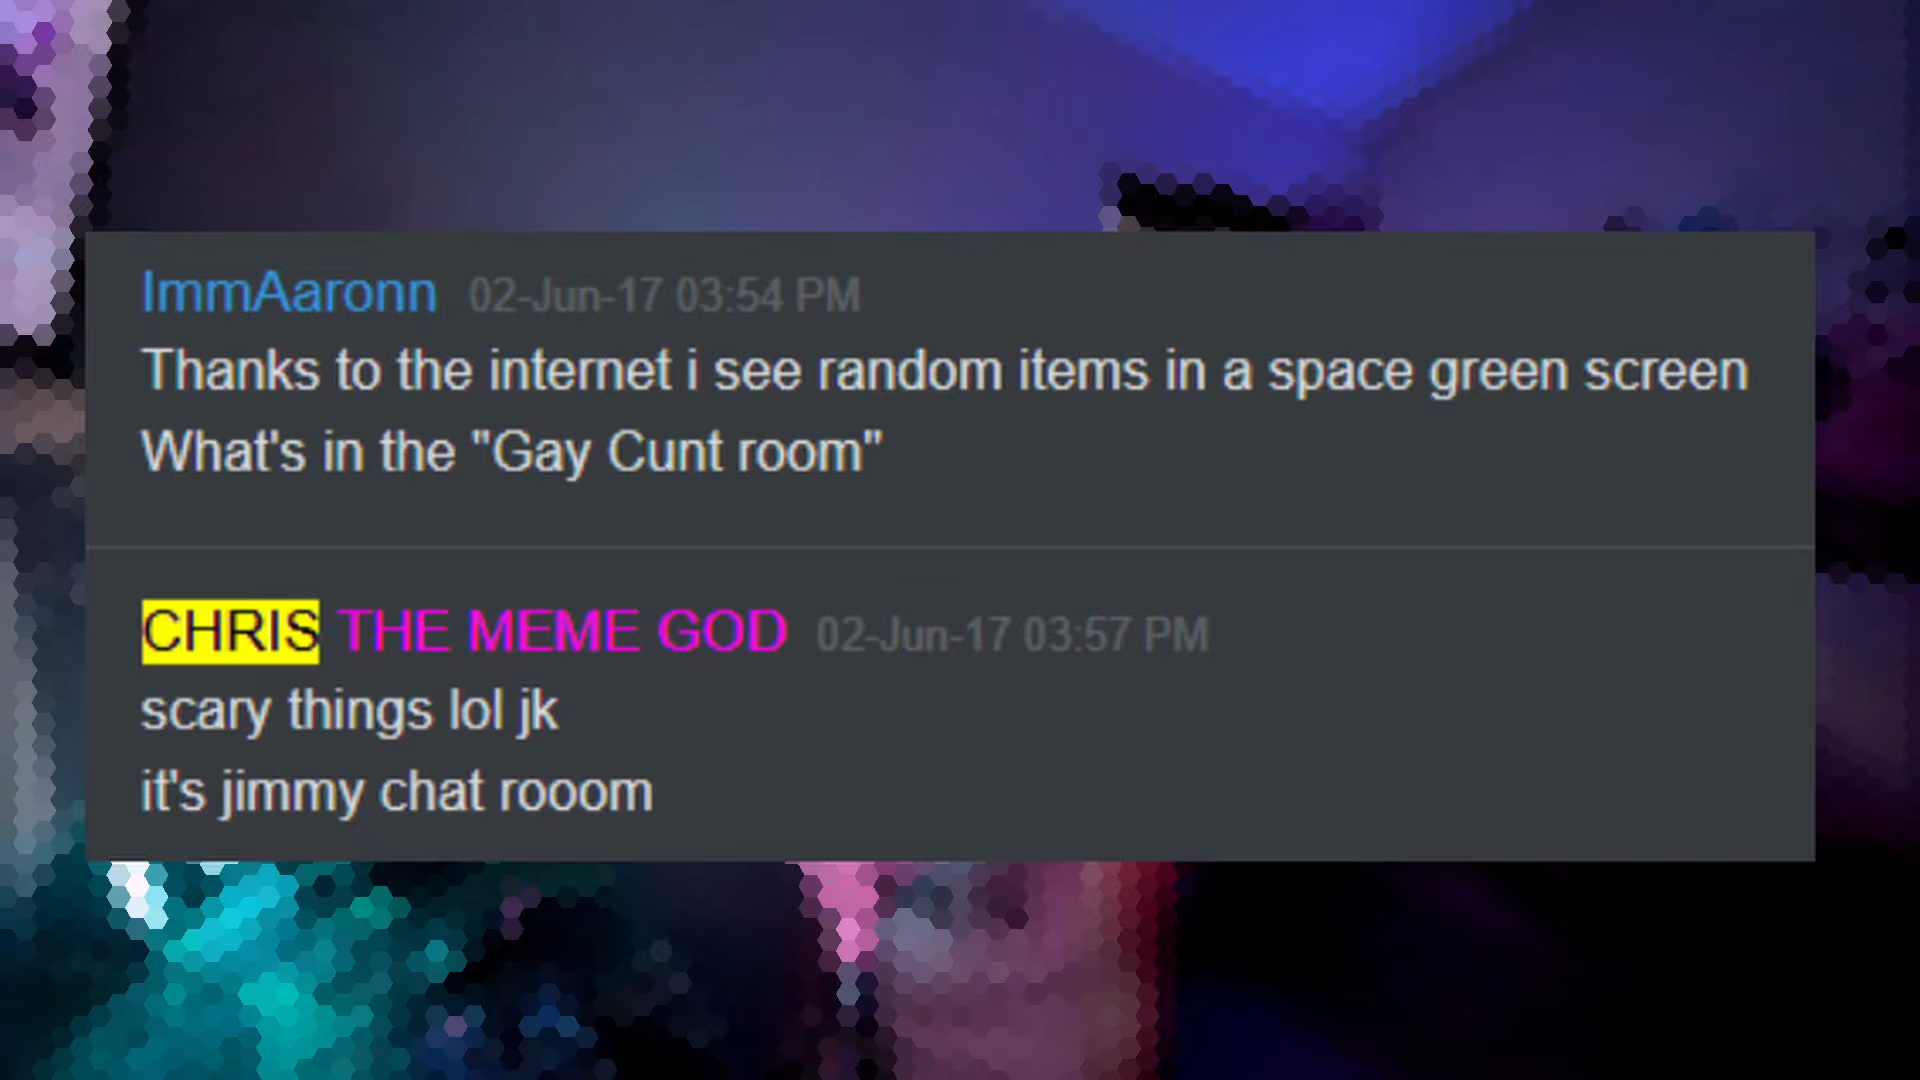 ImmAaronn 02-Jun-17 03:54 PM
Thanks to the internet i see random items in a space green screen
What's in the "Gay Cunt room"
CHRIS THE MEME GOD 02-Jun-17 03:57 PM
scary things lol jk
it's jimmy chat rooom